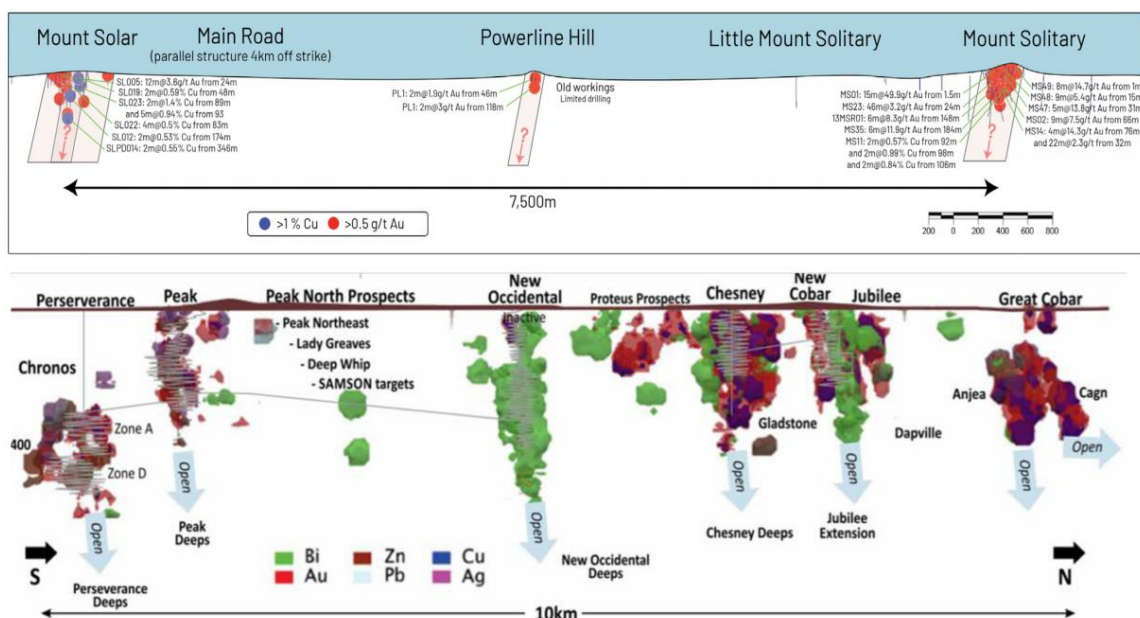 Mount Solar
Main Road
(parallel structure 4km off strike)
Powerline Hill
Little Mount Solitary
Mount Solitary
SL005: 12m@3.6g/t Au from 24m
SL019: 2m@0.59% Cu from 48m
SL023: 2m@1.4% Cu from 89m
and 5m@0.94% Cu from 93
SL022: 4m@0.5% Cu from 83m
SL012: 2m@0.53% Cu from 174m
SLPD014: 2m@0.55% Cu from 346m
?
PL1: 2m@1.9g/t Au from 46m
PL1: 2m@3g/t Au from 118m
Old workings
Limited drilling
?
MS01: 15m@49.9g/t Au from 1.5m
MS23: 46m@3.2g/t Au from 24m
13MSR01: 6m@8.3g/t Au from 148m
MS35: 6m@11.9g/t Au from 184m
MS11: 2m@0.57% Cu from 92m
and 2m@0.99% Cu from 98m
and 2m@0.84% Cu from 106m
?
MS49: 8m@14.7g/t Au from 1m
MS48: 9m@5.4g/t Au from 15m
MS47: 5m@13.8g/t Au from 31m
MS02: 9m@7.5g/t Au from 66m
MS14: 4m@14.3g/t Au from 76m
and 22m@2.3g/t from 32m
7,500m
>1 % Cu >0.5 g/t Au
200 0 200 400 600 800
Perserverance
Peak
Peak North Prospects
New
Occidental
Inactive
Proteus Prospects
Chesney
New
Cobar
Jubilee
Great Cobar
- Peak Northeast
- Lady Greaves
- Deep Whip
- SAMSON targets
Chronos
400
Zone A
Zone D
Anjea
Cagn
Gladstone
Dapville
Open
Open
Open
Open
Open
Open
Open
Peak
Deeps
Perseverance
Deeps
New Occidental
Deeps
Chesney Deeps
Jubilee
Extension
S
N
Bi Zn Cu
Au Pb Ag
10km